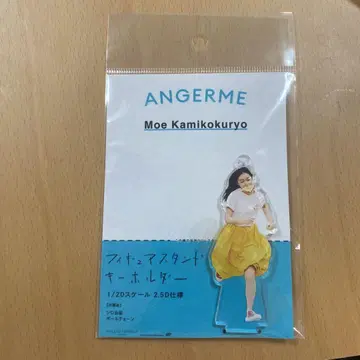 ANGERME
Moe Kamikokuryo
フィギュアスタンド
キーホルダー
1/20スケール 2.5D仕様